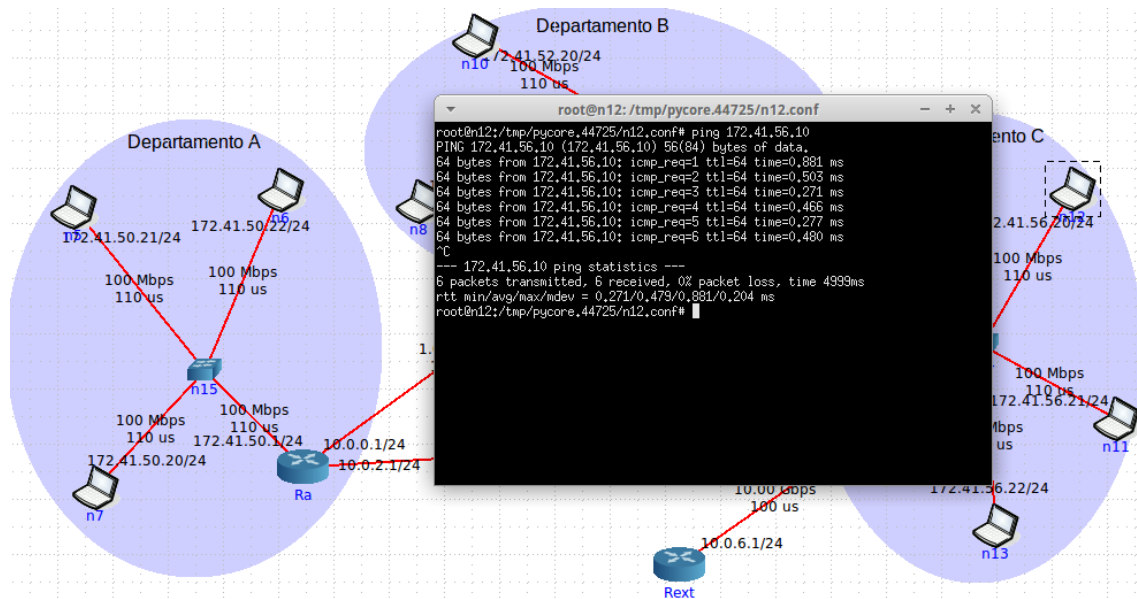 Departamento B
172.41.52.20/24
n10
100 Mbps
110 us
root@n12: /tmp/pycore.44725/n12.conf
root@n12:/tmp/pycore.44725/n12.conf# ping 172.41.56.10
PING 172.41.56.10 (172.41.56.10) 56(84) bytes of data.
64 bytes from 172.41.56.10: icmp_req=1 ttl=64 time=0.881 ms
64 bytes from 172.41.56.10: icmp_req=2 ttl=64 time=0.503 ms
64 bytes from 172.41.56.10: icmp_req=3 ttl=64 time=0.271 ms
64 bytes from 172.41.56.10: icmp_req=4 ttl=64 time=0.466 ms
64 bytes from 172.41.56.10: icmp_req=5 ttl=64 time=0.277 ms
64 bytes from 172.41.56.10: icmp_req=6 ttl=64 time=0.480 ms
^C
--- 172.41.56.10 ping statistics ---
6 packets transmitted, 6 received, 0% packet loss, time 4999ms
rtt min/avg/max/mdev = 0.271/0.479/0.881/0.204 ms
root@n12:/tmp/pycore.44725/n12.conf#
Departamento A
n5
172.41.50.21/24
n6
172.41.50.22/24
100 Mbps
110 us
100 Mbps
110 us
n15
100 Mbps
110 us
100 Mbps
110 us
172.41.50.1/24
172.41.50.20/24
n7
10.0.0.1/24
10.0.2.1/24
Ra
n8
1.
ento C
n12
2.41.56.20/24
100 Mbps
110 us
100 Mbps
110 us
172.41.56.21/24
n11
Mbps
us
172.41.56.22/24
n13
10.00 Gbps
100 us
10.0.6.1/24
Rext